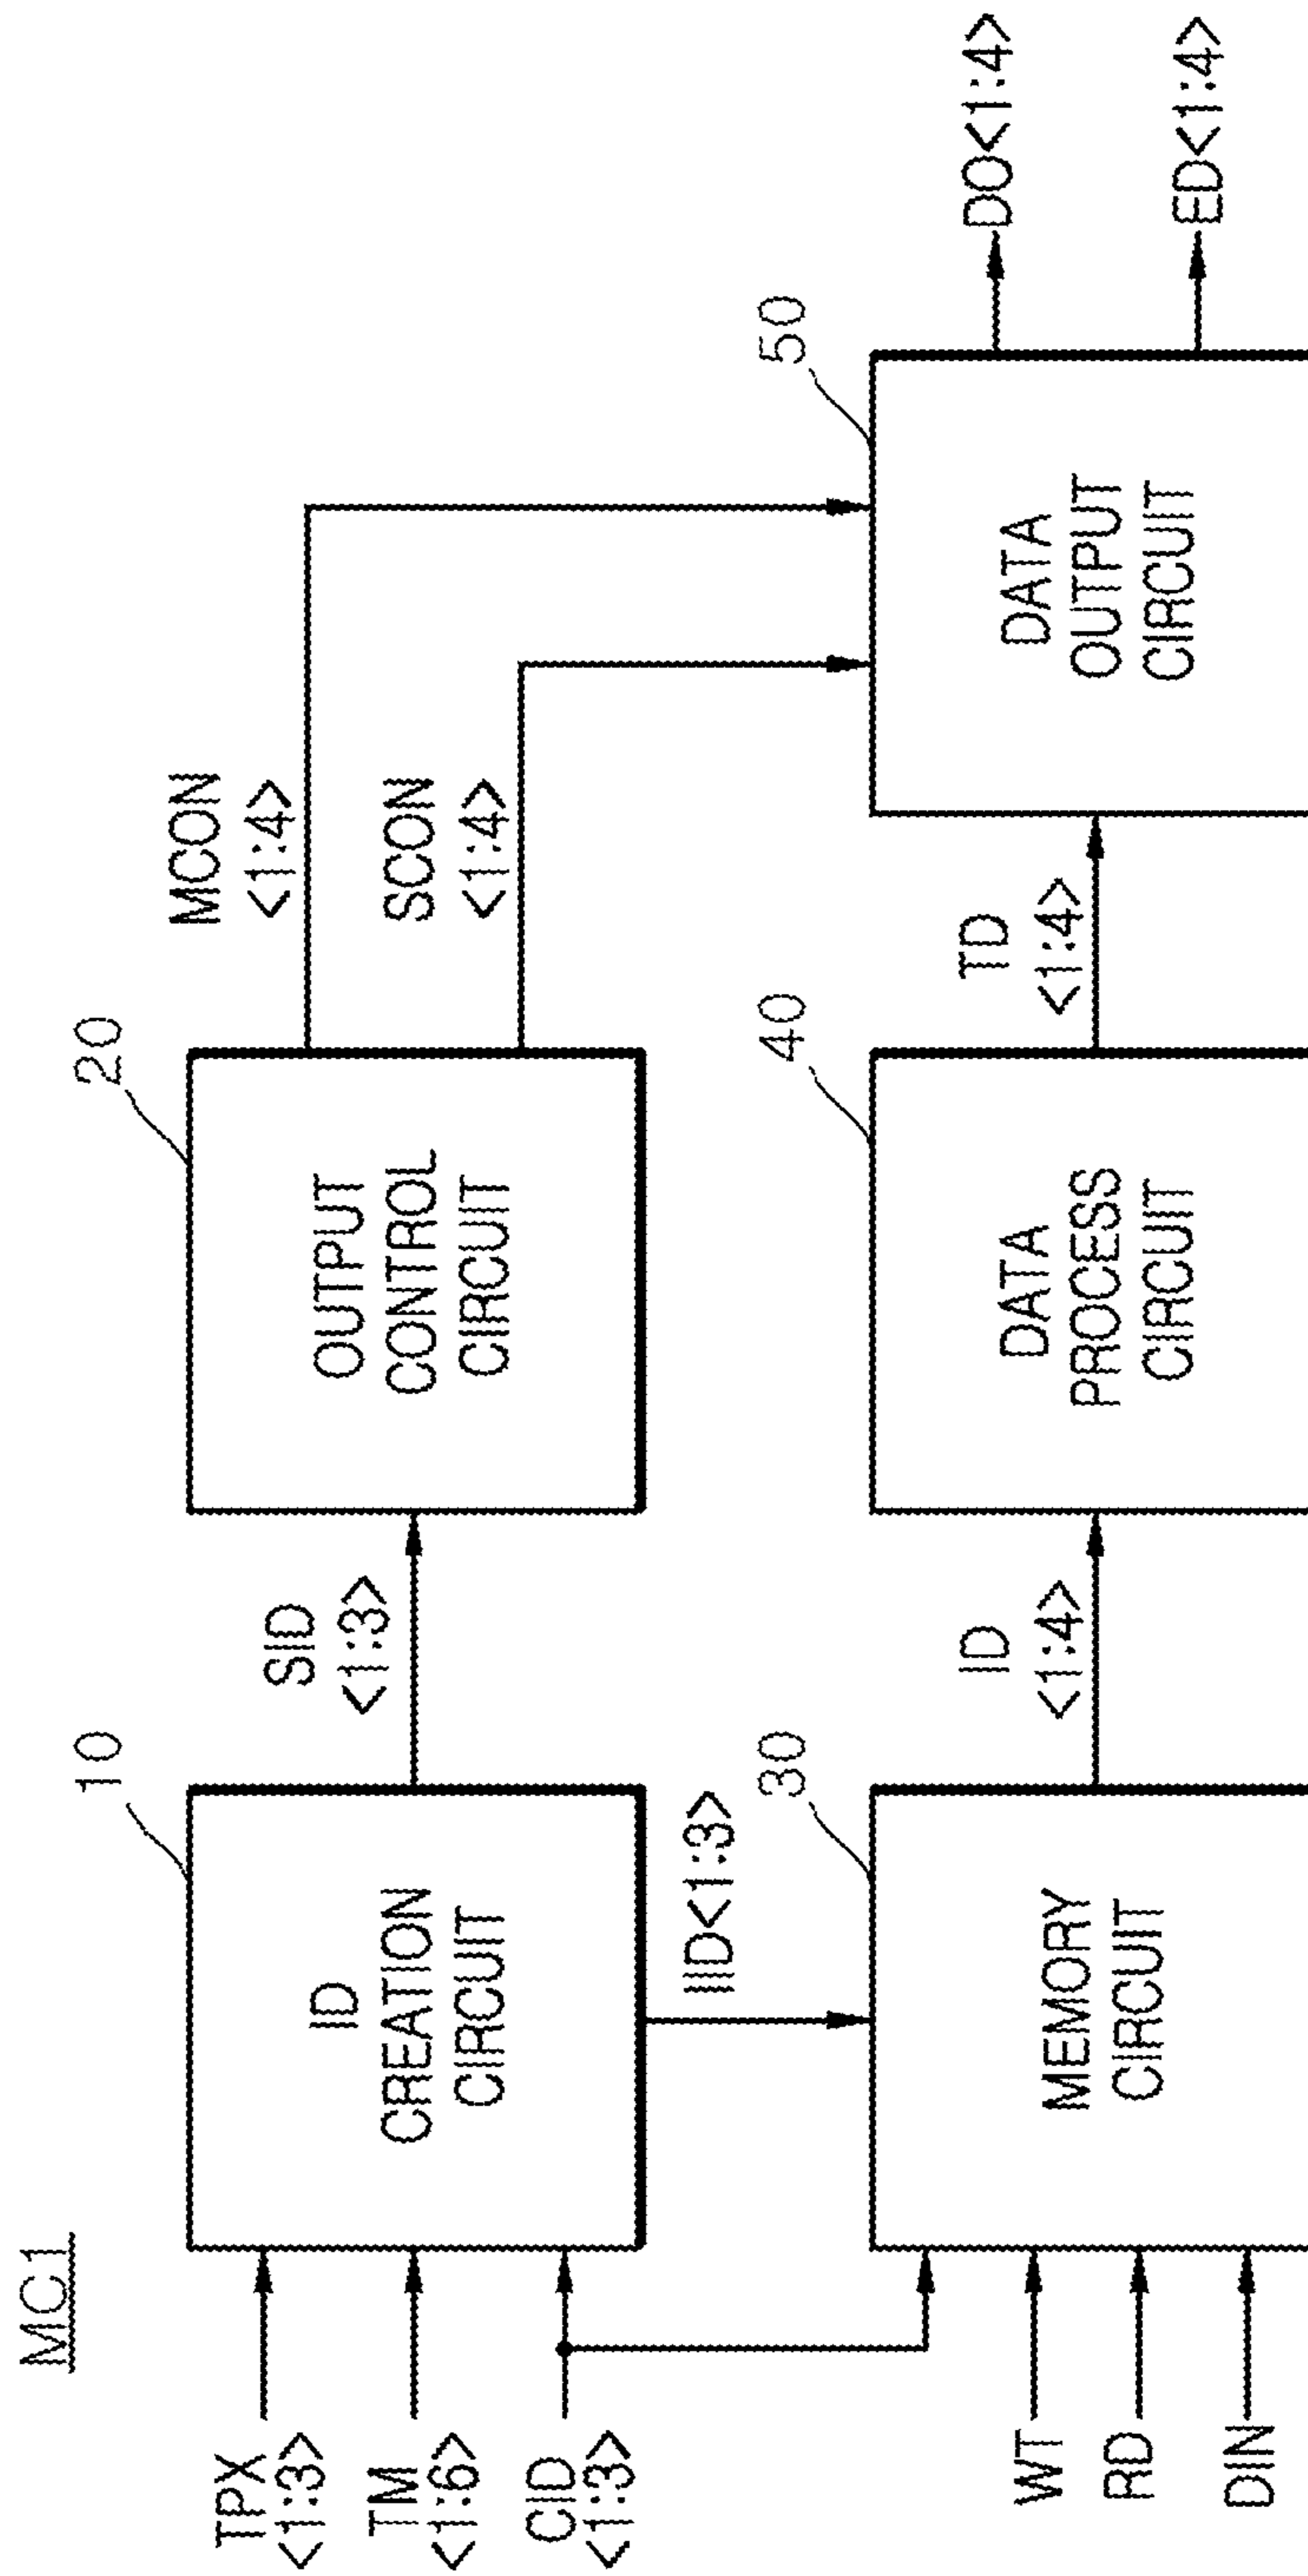 MC1
TPX
<1:3>
TM
<1:6>
CID
<1:3>
10
ID
CREATION
CIRCUIT
SID
<1:3>
20
OUTPUT
CONTROL
CIRCUIT
MCON
<1:4>
SCON
<1:4>
IID<1:3>
WT
RD
DIN
30
MEMORY
CIRCUIT
ID
<1:4>
40
DATA
PROCESS
CIRCUIT
TD
<1:4>
50
DATA
OUTPUT
CIRCUIT
DO<1:4>
ED<1:4>